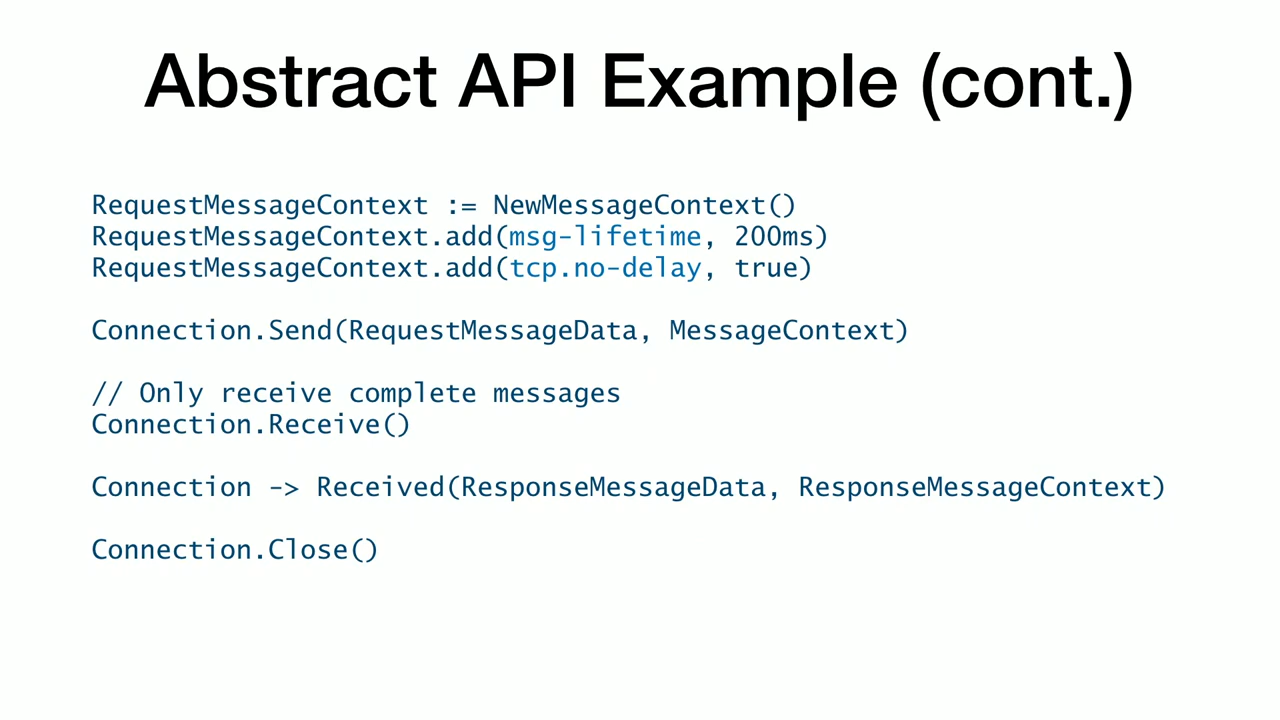 Abstract API Example (cont.)
RequestMessageContext := NewMessageContext()
RequestMessageContext.add(msg-lifetime, 200ms)
RequestMessageContext.add(tcp.no-delay, true)
Connection.Send(RequestMessageData, MessageContext)
// Only receive complete messages
Connection.Receive()
Connection -> Received(ResponseMessageData, ResponseMessageContext)
Connection.Close()